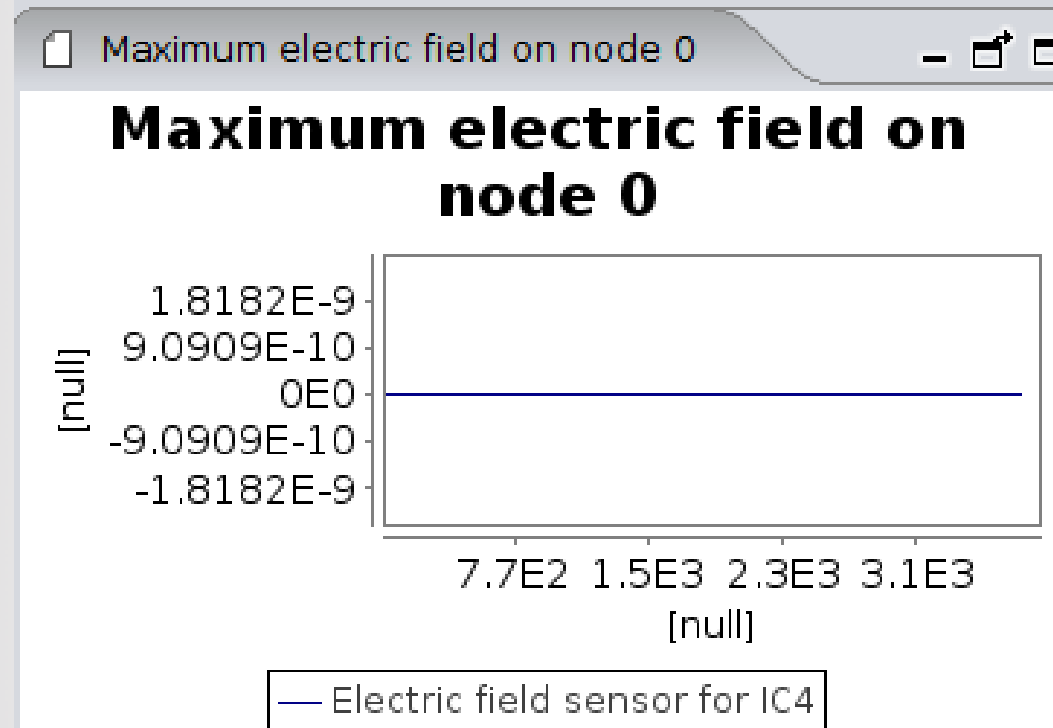 Maximum electric field on node 0
Maximum electric field on
node 0
1.8182E-9
9.0909E-10
0E0
-9.0909E-10
-1.8182E-9
[null]
7.7E2 1.5E3 2.3E3 3.1E3
[null]
Electric field sensor for IC4